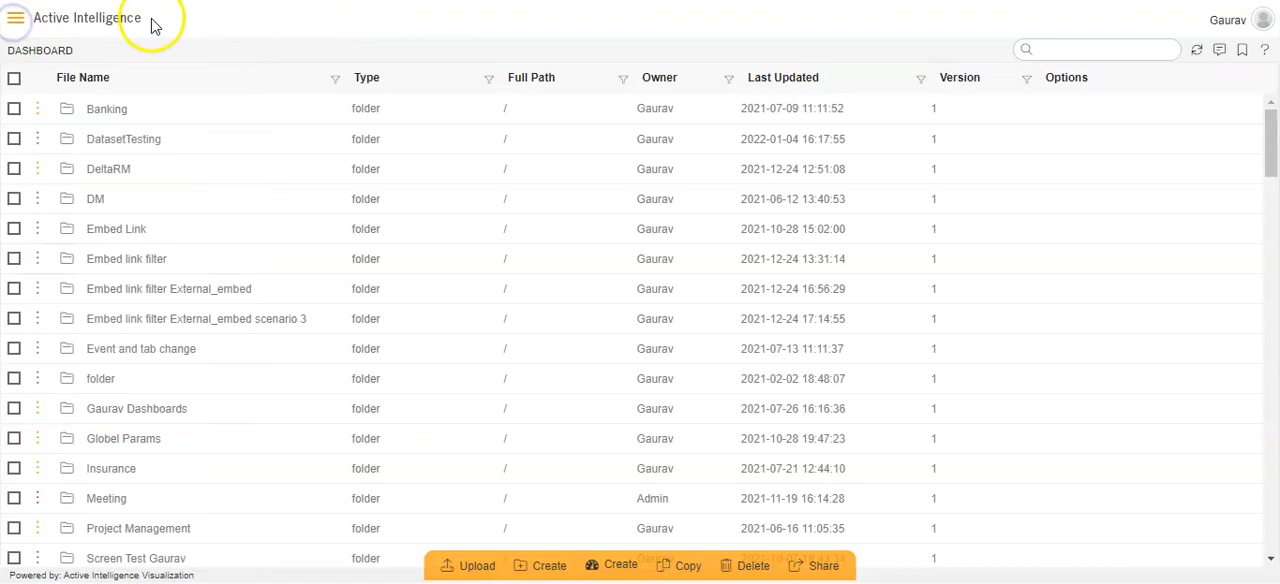 Active Intelligence Gaurav
DASHBOARD
File Name Type Full Path Owner Last Updated Version Options
Banking folder / Gaurav 2021-07-09 11:11:52 1
DatasetTesting folder / Gaurav 2022-01-04 16:17:55 1
DeltaRM folder / Gaurav 2021-12-24 12:51:08 1
DM folder / Gaurav 2021-06-12 13:40:53 1
Embed Link folder / Gaurav 2021-10-28 15:02:00 1
Embed link filter folder / Gaurav 2021-12-24 13:31:14 1
Embed link filter External_embed folder / Gaurav 2021-12-24 16:56:29 1
Embed link filter External_embed scenario 3 folder / Gaurav 2021-12-24 17:14:55 1
Event and tab change folder / Gaurav 2021-07-13 11:11:37 1
folder folder / Gaurav 2021-02-02 18:48:07 1
Gaurav Dashboards folder / Gaurav 2021-07-26 16:16:36 1
Globel Params folder / Gaurav 2021-10-28 19:47:23 1
Insurance folder / Gaurav 2021-07-21 12:44:10 1
Meeting folder / Admin 2021-11-19 16:14:28 1
Project Management folder / Gaurav 2021-06-16 11:05:35 1
Screen Test Gaurav folder 1
Upload Create Create Copy Delete Share
Powered by: Active Intelligence Visualization